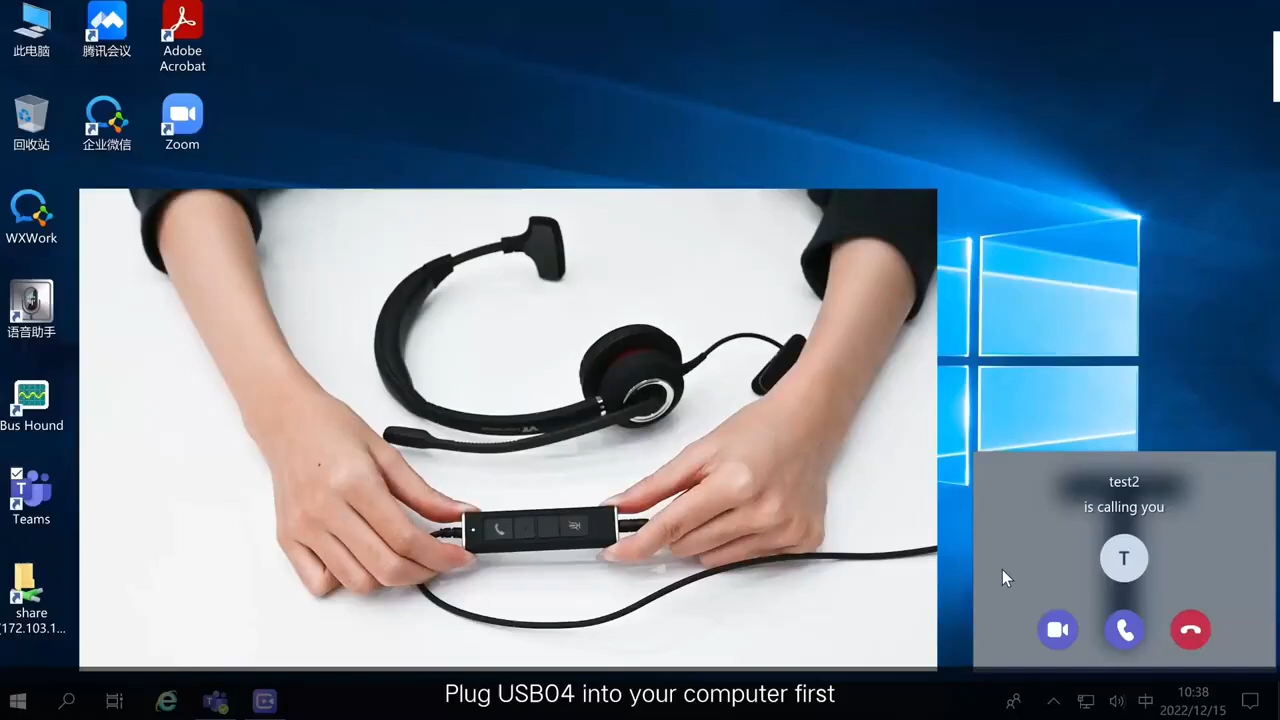 此电脑
腾讯会议
Adobe
Acrobat
回收站
企业微信
Zoom
WXWork
语音助手
Bus Hound
Teams
share
(172.103.1...
test2
is calling you
T
Plug USB04 into your computer first
中
10:38
2022/12/15